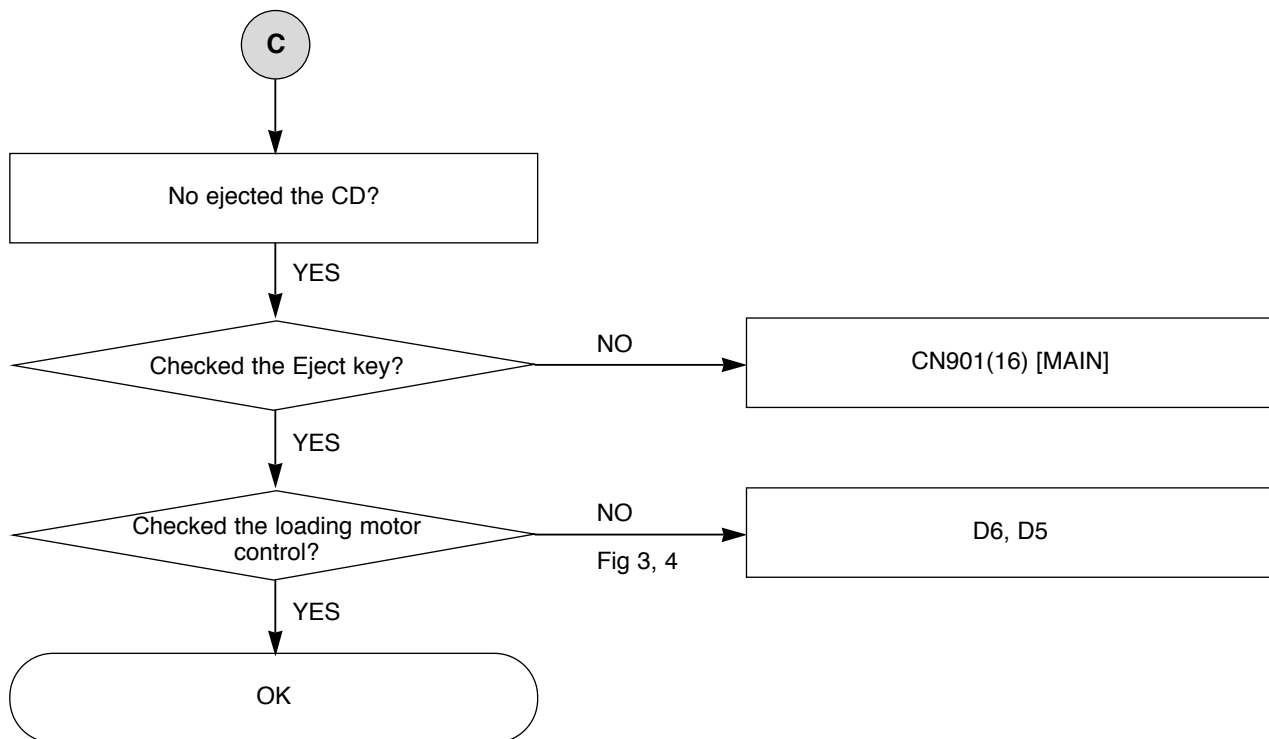 C
No ejected the CD?
YES
Checked the Eject key?
NO
CN901(16) [MAIN]
YES
Checked the loading motor
control?
NO
Fig 3, 4
D6, D5
YES
OK